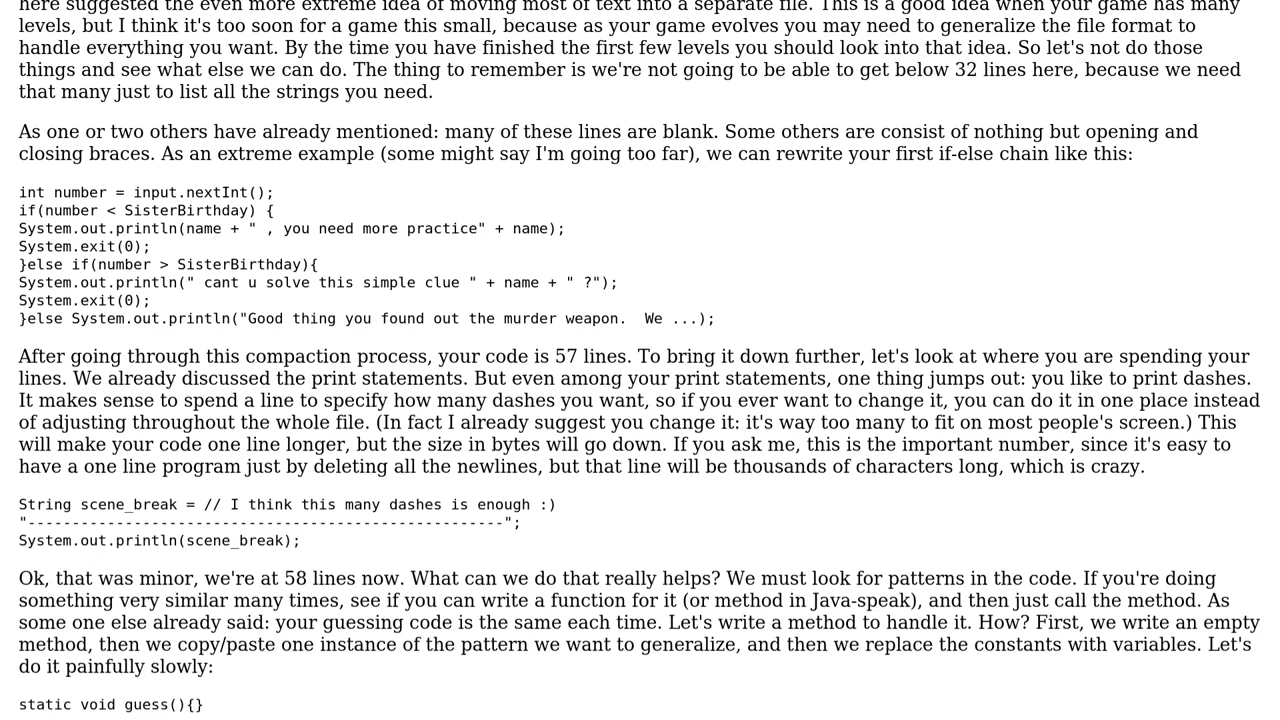 here suggested the even more extreme idea of moving most of text into a separate file. This is a good idea when your game has many
levels, but I think it's too soon for a game this small, because as your game evolves you may need to generalize the file format to
handle everything you want. By the time you have finished the first few levels you should look into that idea. So let's not do those
things and see what else we can do. The thing to remember is we're not going to be able to get below 32 lines here, because we need
that many just to list all the strings you need.
As one or two others have already mentioned: many of these lines are blank. Some others are consist of nothing but opening and
closing braces. As an extreme example (some might say I'm going too far), we can rewrite your first if-else chain like this:
int number = input.nextInt();
if(number < SisterBirthday) {
System.out.println(name + " , you need more practice" + name);
System.exit(0);
}else if(number > SisterBirthday){
System.out.println(" cant u solve this simple clue " + name + " ?");
System.exit(0);
}else System.out.println("Good thing you found out the murder weapon.  We ...);
After going through this compaction process, your code is 57 lines. To bring it down further, let's look at where you are spending your
lines. We already discussed the print statements. But even among your print statements, one thing jumps out: you like to print dashes.
It makes sense to spend a line to specify how many dashes you want, so if you ever want to change it, you can do it in one place instead
of adjusting throughout the whole file. (In fact I already suggest you change it: it's way too many to fit on most people's screen.) This
will make your code one line longer, but the size in bytes will go down. If you ask me, this is the important number, since it's easy to
have a one line program just by deleting all the newlines, but that line will be thousands of characters long, which is crazy.
String scene_break = // I think this many dashes is enough :)
"------------------------------------------------------";
System.out.println(scene_break);
Ok, that was minor, we're at 58 lines now. What can we do that really helps? We must look for patterns in the code. If you're doing
something very similar many times, see if you can write a function for it (or method in Java-speak), and then just call the method. As
some one else already said: your guessing code is the same each time. Let's write a method to handle it. How? First, we write an empty
method, then we copy/paste one instance of the pattern we want to generalize, and then we replace the constants with variables. Let's
do it painfully slowly:
static void guess(){}